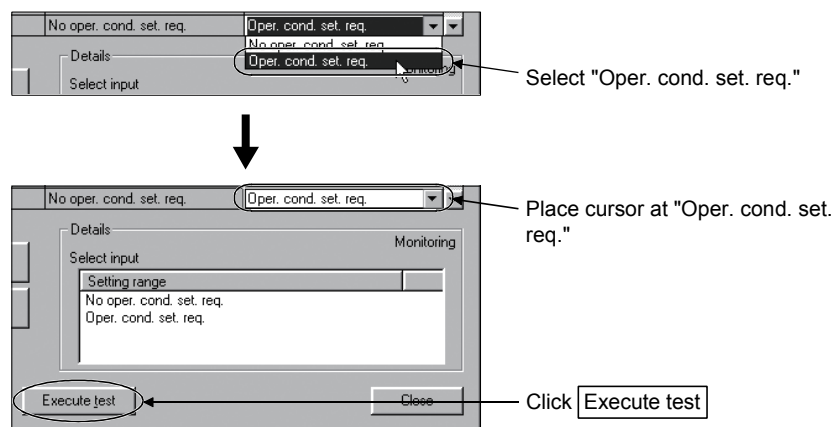 No oper. cond. set. req. Oper. cond. set. req.
No oper. cond. set. req.
Oper. cond. set. req.
Details
Monitoring
Select input
Select "Oper. cond. set. req."
No oper. cond. set. req. Oper. cond. set. req.
Place cursor at "Oper. cond. set.
req."
Details
Monitoring
Select input
Setting range
No oper. cond. set. req.
Oper. cond. set. req.
Execute test Close
Click Execute test